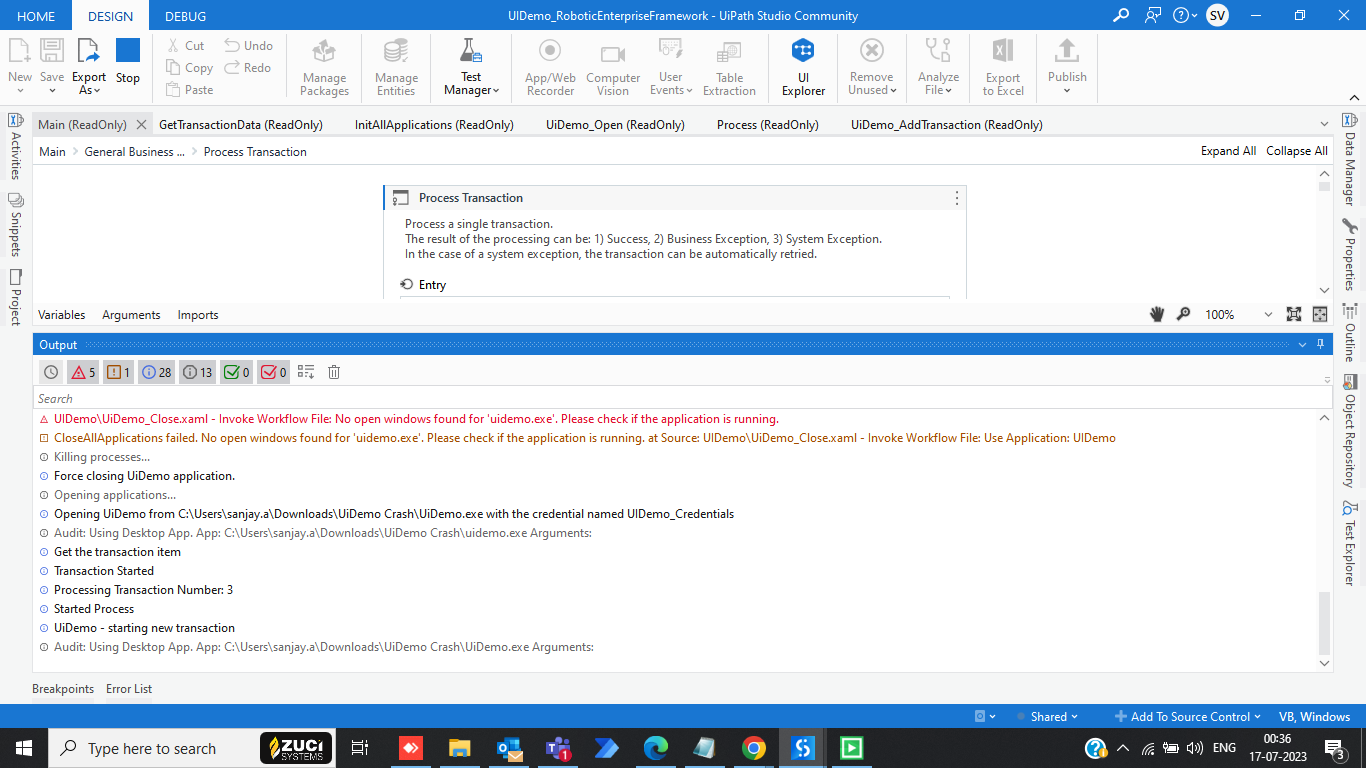 HOME DESIGN DEBUG UIDemo_RoboticEnterpriseFramework - UiPath Studio Community SV
New Save Export As Stop Cut Copy Paste Undo Redo Manage Packages Manage Entities Test Manager App/Web Recorder Computer Vision User Events Table Extraction UI Explorer Remove Unused Analyze File Export to Excel Publish
Main (ReadOnly) GetTransactionData (ReadOnly) InitAllApplications (ReadOnly) UiDemo_Open (ReadOnly) Process (ReadOnly) UiDemo_AddTransaction (ReadOnly)
Main General Business ... Process Transaction Expand All Collapse All
Activities
Snippets
Project
Process Transaction
Process a single transaction.
The result of the processing can be: 1) Success, 2) Business Exception, 3) System Exception.
In the case of a system exception, the transaction can be automatically retried.
Entry
Variables Arguments Imports 100%
Output
5 1 28 13 0 0
Search
UIDemo\UiDemo_Close.xaml - Invoke Workflow File: No open windows found for 'uidemo.exe'. Please check if the application is running.
CloseAllApplications failed. No open windows found for 'uidemo.exe'. Please check if the application is running. at Source: UIDemo\UiDemo_Close.xaml - Invoke Workflow File: Use Application: UIDemo
Killing processes...
Force closing UiDemo application.
Opening applications...
Opening UiDemo from C:\Users\sanjay.a\Downloads\UiDemo Crash\UiDemo.exe with the credential named UIDemo_Credentials
Audit: Using Desktop App. App: C:\Users\sanjay.a\Downloads\UiDemo Crash\uidemo.exe Arguments:
Get the transaction item
Transaction Started
Processing Transaction Number: 3
Started Process
UiDemo - starting new transaction
Audit: Using Desktop App. App: C:\Users\sanjay.a\Downloads\UiDemo Crash\UiDemo.exe Arguments:
Data Manager
Properties
Outline
Object Repository
Test Explorer
Breakpoints Error List
Shared Add To Source Control VB, Windows
Type here to search ZUCI SYSTEMS 1 ENG 00:36
17-07-2023 3